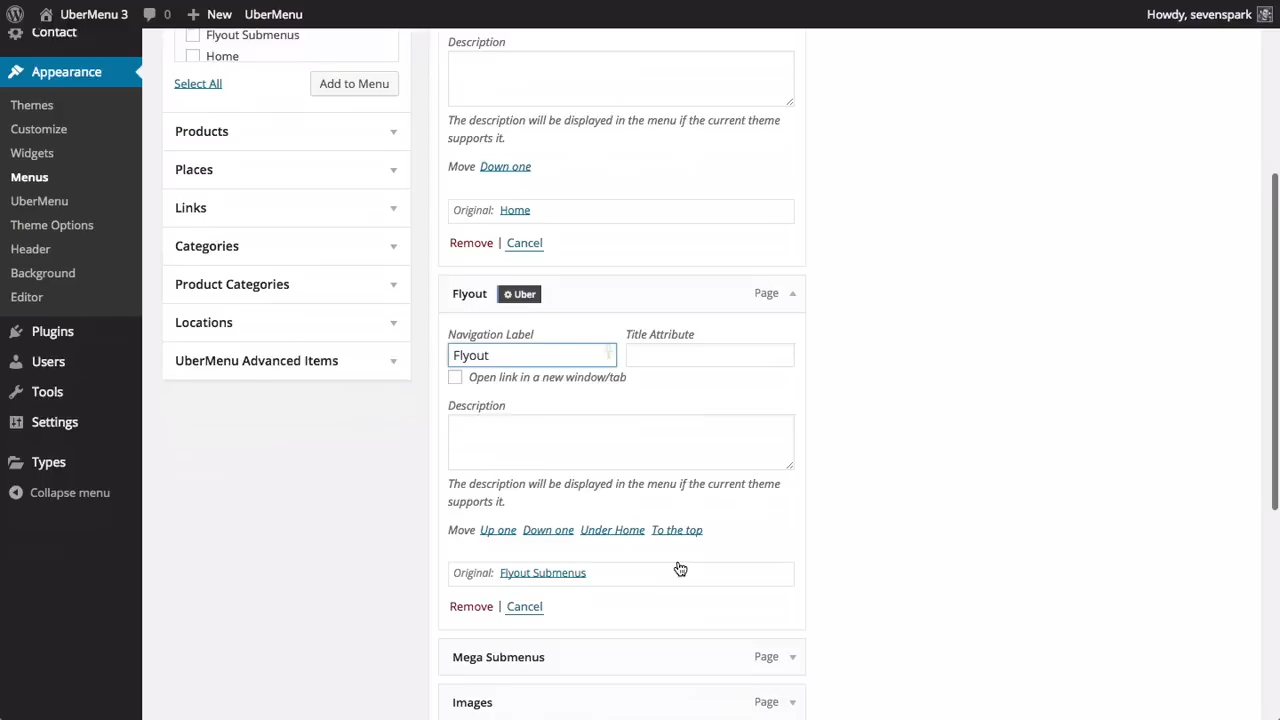 UberMenu 3 0 New UberMenu Howdy, sevenspark
Contact
Appearance
Themes
Customize
Widgets
Menus
UberMenu
Theme Options
Header
Background
Editor
Plugins
Users
Tools
Settings
Types
Collapse menu
Flyout Submenus
Home
Select All Add to Menu
Products
Places
Links
Categories
Product Categories
Locations
UberMenu Advanced Items
Description
The description will be displayed in the menu if the current theme
supports it.
Move Down one
Original: Home
Remove | Cancel
Flyout Uber Page
Navigation Label Title Attribute
Flyout
Open link in a new window/tab
Description
The description will be displayed in the menu if the current theme
supports it.
Move Up one Down one Under Home To the top
Original: Flyout Submenus
Remove | Cancel
Mega Submenus Page
Images Page